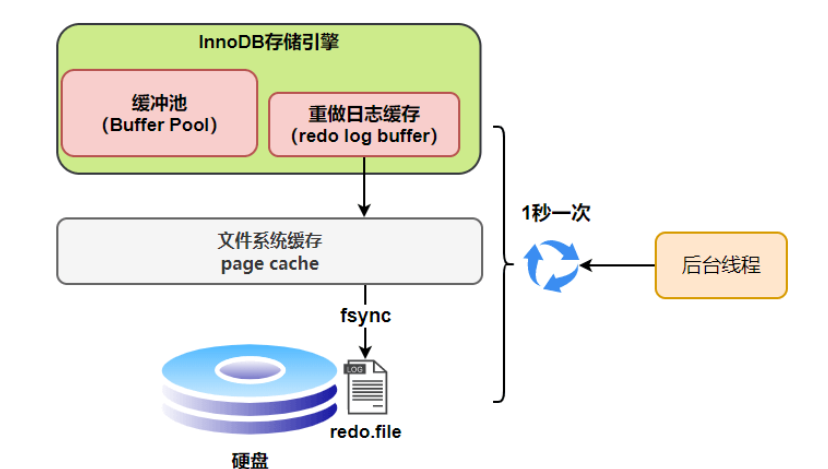 InnoDB存储引擎
缓冲池
（Buffer Pool）
重做日志缓存
（redo log buffer）
1秒一次
文件系统缓存
page cache
后台线程
fsync
LOG
redo.file
硬盘